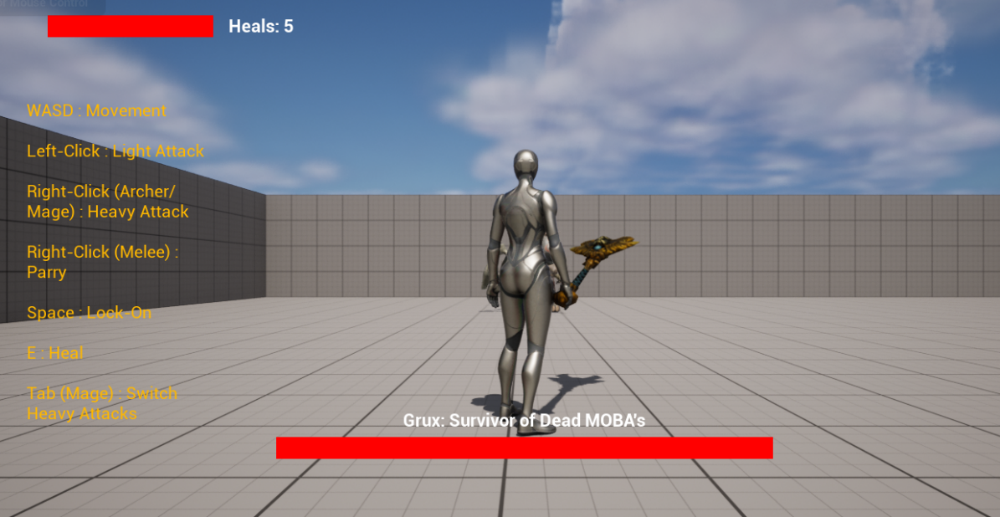 r Mouse Control
Heals: 5
WASD : Movement
Left-Click : Light Attack
Right-Click (Archer/
Mage) : Heavy Attack
Right-Click (Melee) :
Parry
Space : Lock-On
E : Heal
Tab (Mage) : Switch
Heavy Attacks
Grux: Survivor of Dead MOBA's